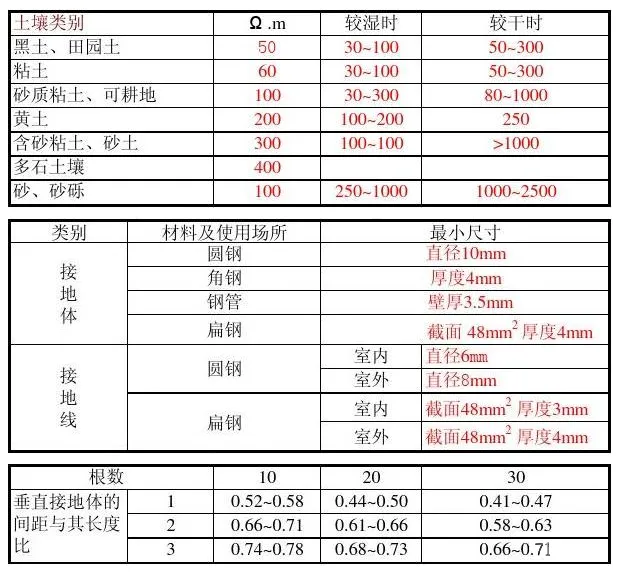 土壤类别 Ω.m 较湿时 较干时
黑土、田园土 50 30~100 50~300
粘土 60 30~100 50~300
砂质粘土、可耕地 100 30~300 80~1000
黄土 200 100~200 250
含砂粘土、砂土 300 100~100 >1000
多石土壤 400
砂、砂砾 100 250~1000 1000~2500
类别 材料及使用场所 最小尺寸
接地体 圆钢 直径10mm
角钢 厚度4mm
钢管 壁厚3.5mm
扁钢 截面 48mm² 厚度4mm
接地线 圆钢 室内 直径6mm
室外 直径8mm
扁钢 室内 截面48mm² 厚度3mm
室外 截面48mm² 厚度4mm
根数 10 20 30
垂直接地体的 1 0.52~0.58 0.44~0.50 0.41~0.47
间距与其长度 2 0.66~0.71 0.61~0.66 0.58~0.63
比 3 0.74~0.78 0.68~0.73 0.66~0.71